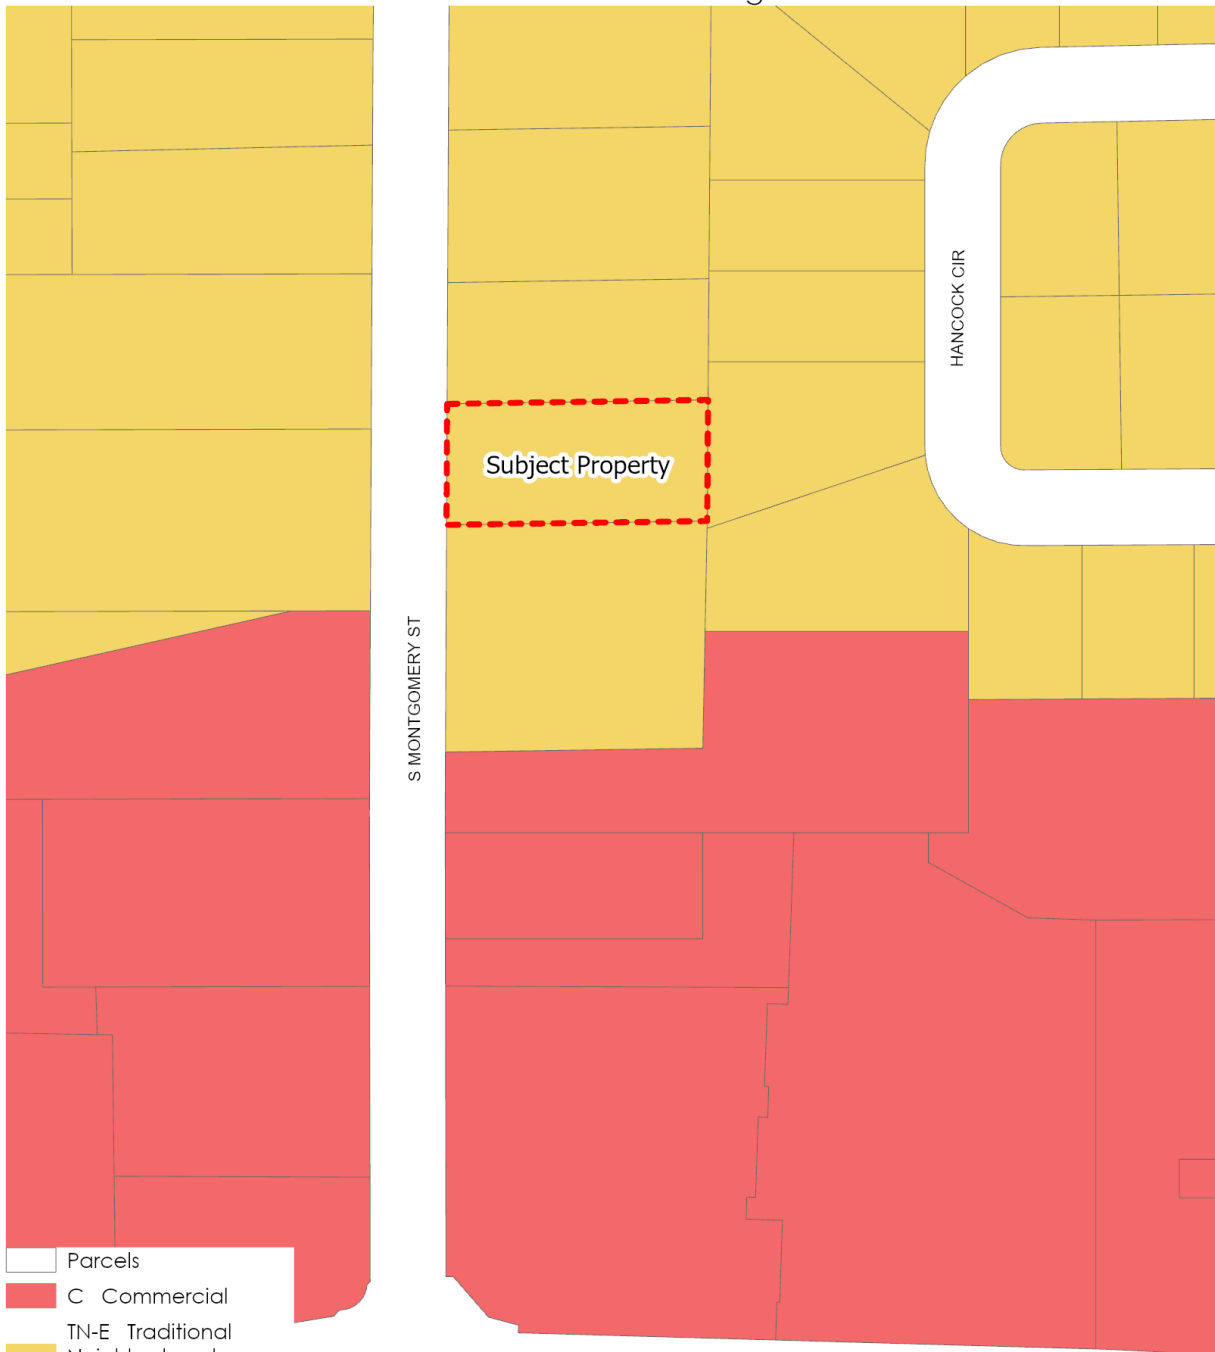 HANCOCK CIR
Subject Property
S MONTGOMERY ST
Parcels
C Commercial
TN-E Traditional